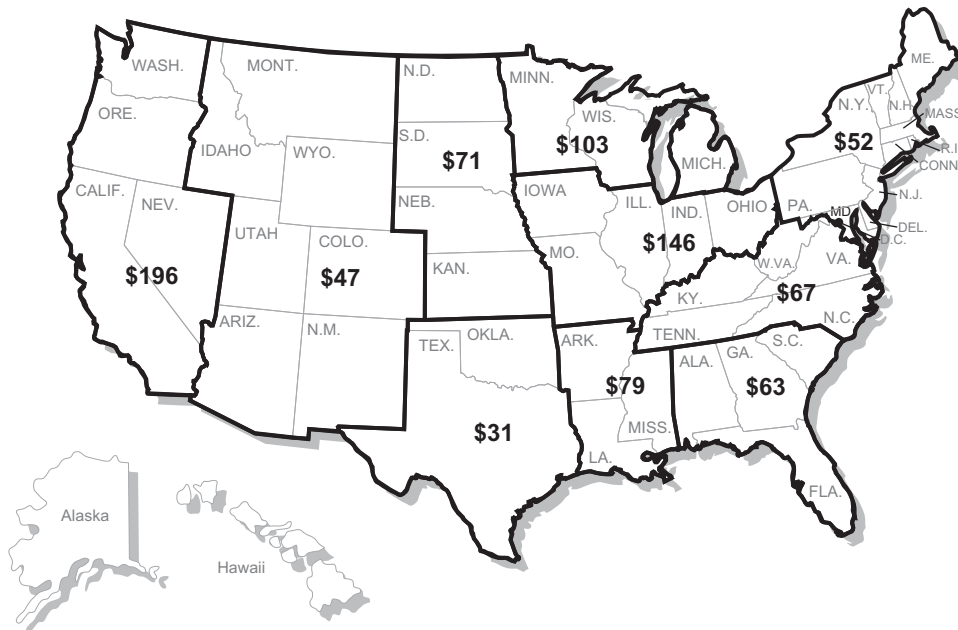 WASH.
MONT.
N.D.
MINN.
ME.
VT.
N.Y.
N.H.
MASS
ORE.
WIS.
$103
$52
R.I.
CONN
S.D.
$71
IDAHO
WYO.
MICH.
CALIF.
NEV.
NEB.
IOWA
ILL.
IND.
OHIO
PA.
N.J.
MD
DEL.
D.C.
UTAH
COLO.
$47
$196
KAN.
MO.
$146
W.VA.
VA.
KY.
$67
N.C.
ARIZ.
N.M.
TEX.
OKLA.
ARK.
TENN.
ALA.
GA.
S.C.
$79
$63
$31
MISS.
LA.
FLA.
Alaska
Hawaii